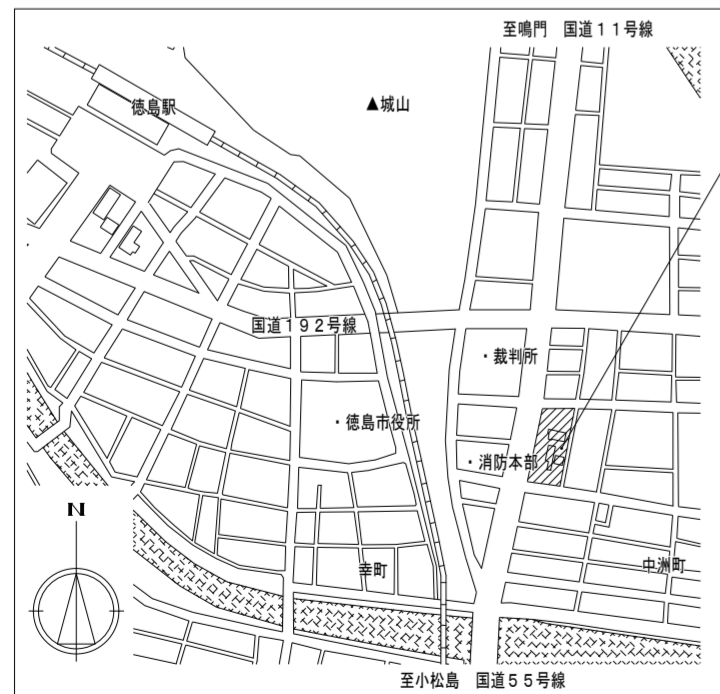 至鳴門 国道11号線
徳島駅
▲城山
国道192号線
・裁判所
・徳島市役所
・消防本部
N
幸町
中洲町
至小松島 国道55号線